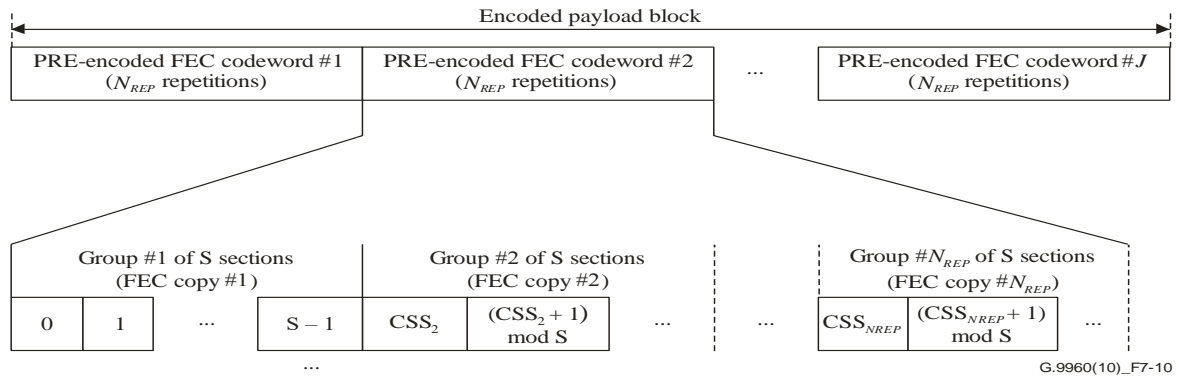 Encoded payload block
PRE-encoded FEC codeword #1
(N_REP repetitions)
PRE-encoded FEC codeword #2
(N_REP repetitions)
...
PRE-encoded FEC codeword #J
(N_REP repetitions)
Group #1 of S sections
(FEC copy #1)
Group #2 of S sections
(FEC copy #2)
Group #N_REP of S sections
(FEC copy #N_REP)
0
1
...
S – 1
CSS₂
(CSS₂ + 1)
mod S
...
...
CSS_NREP
(CSS_NREP + 1)
mod S
...
...
G.9960(10)_F7-10